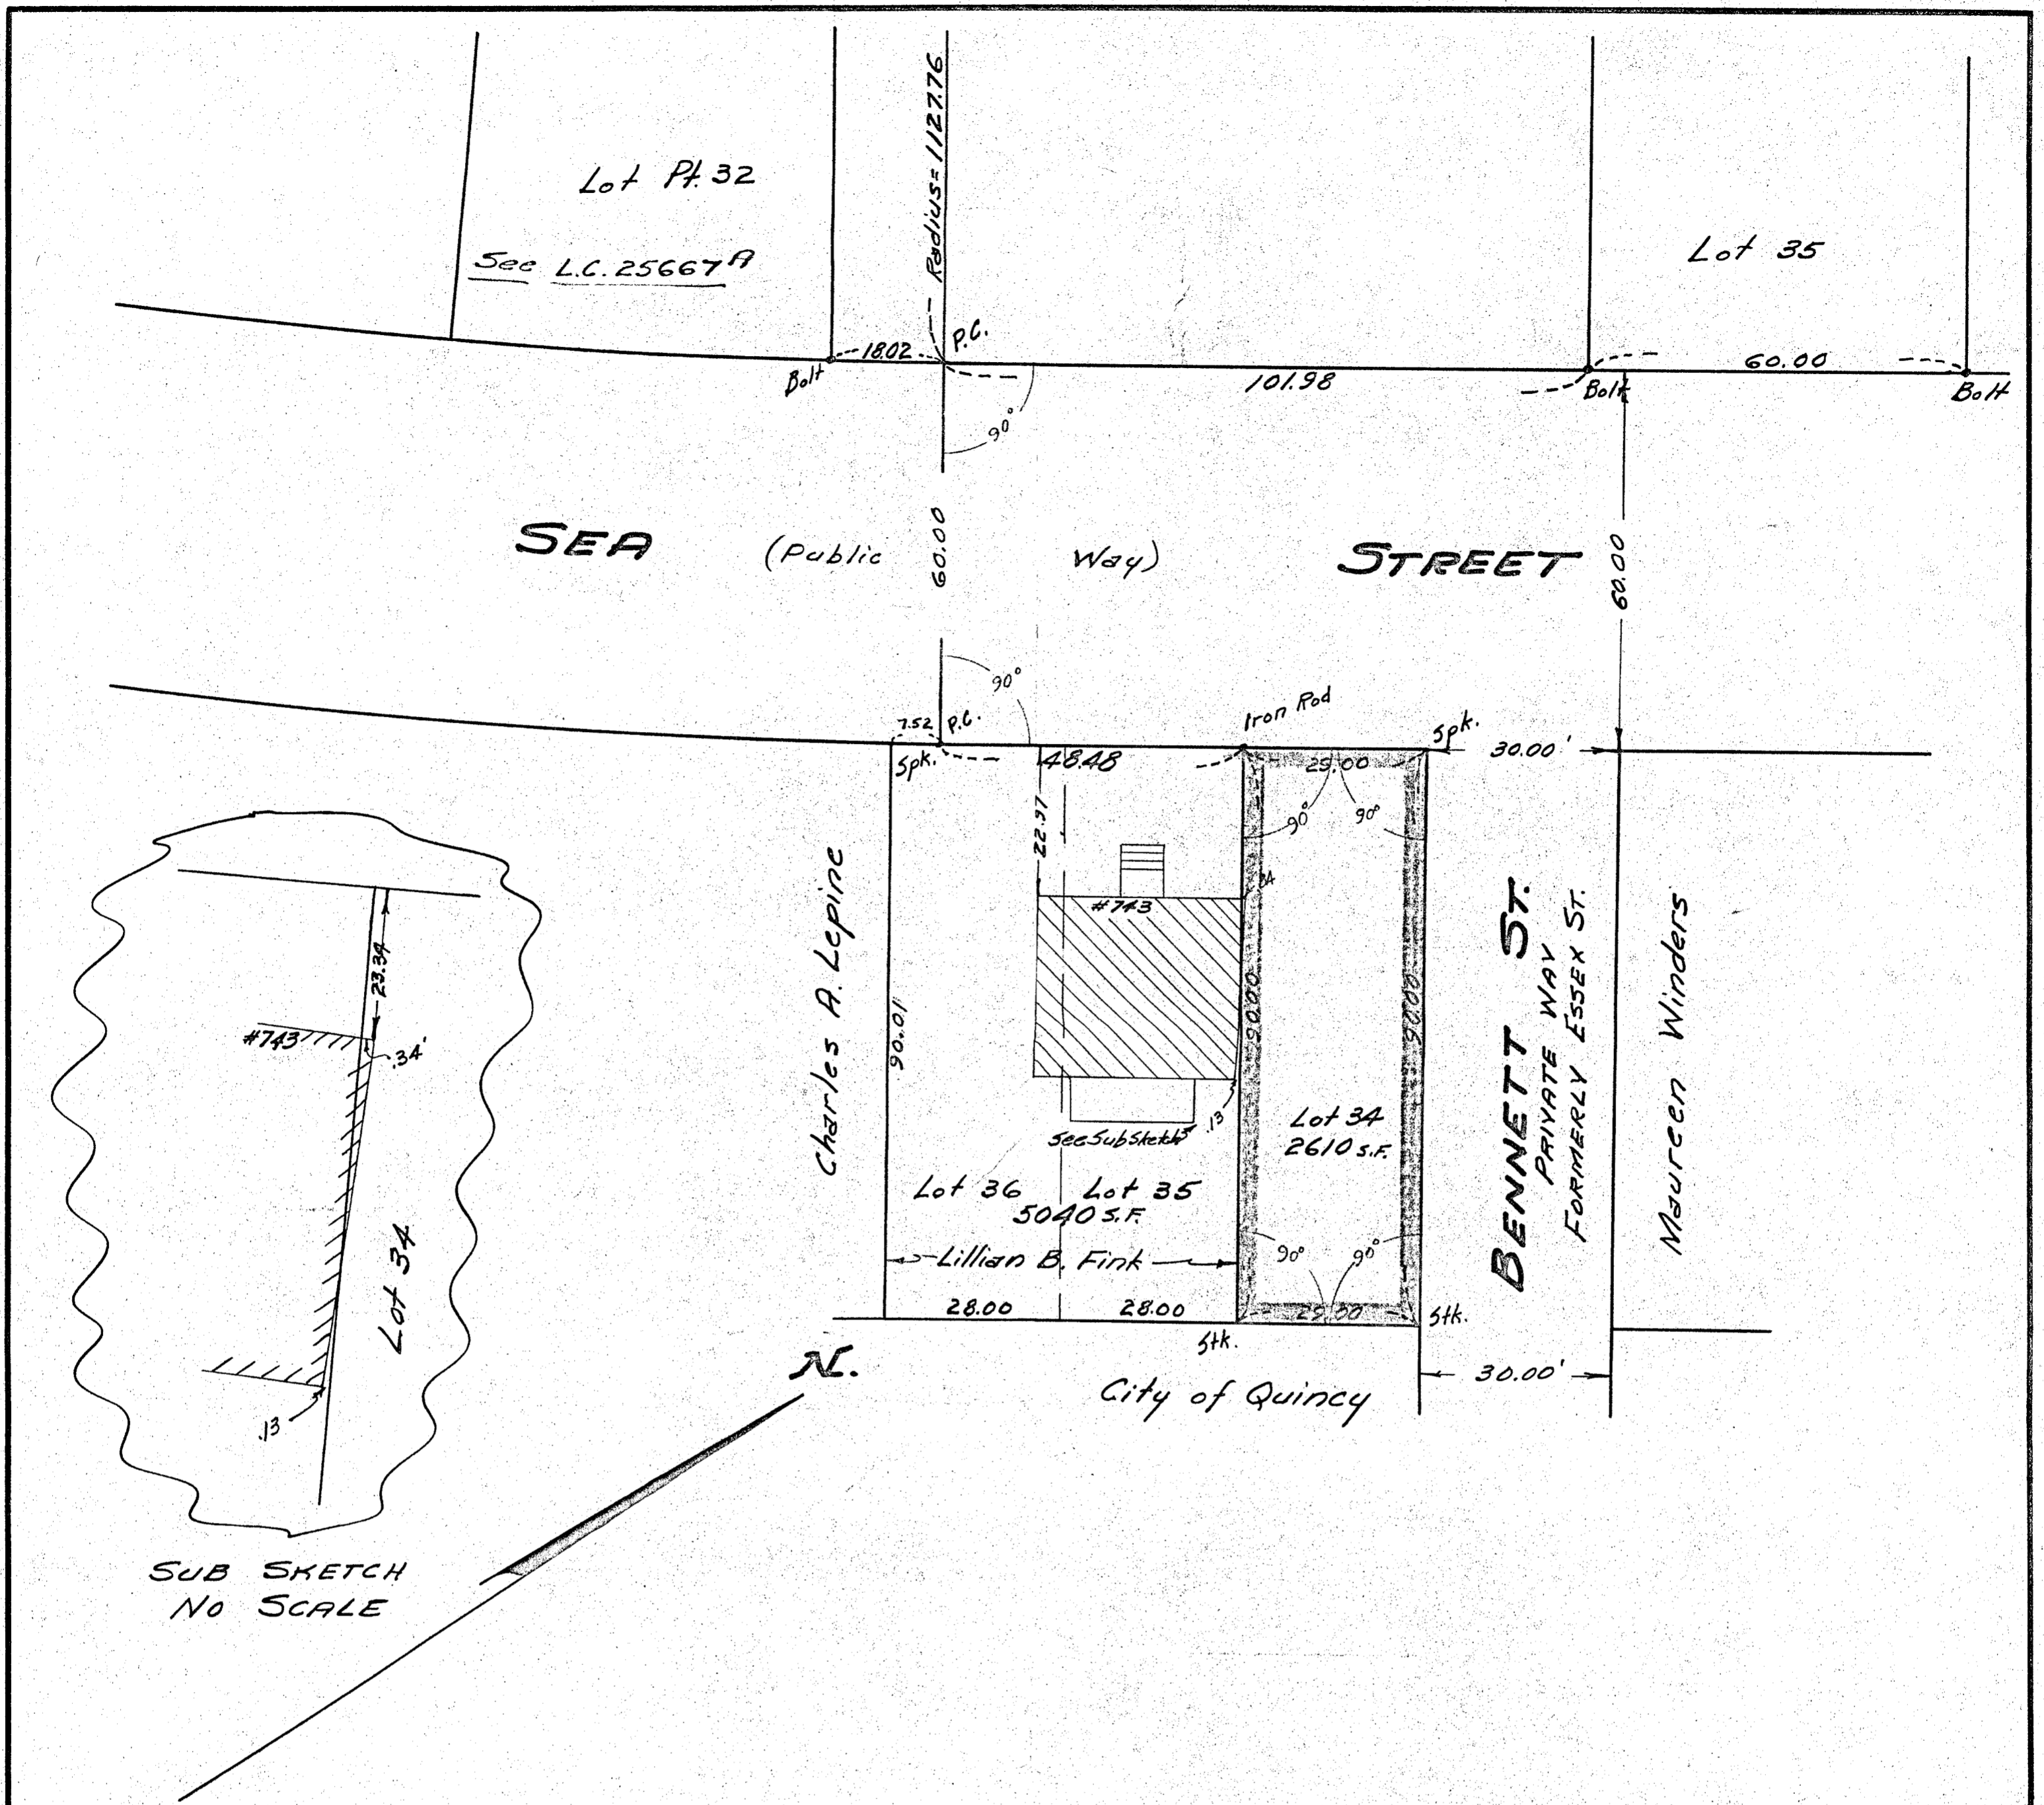 Lot Pt. 32
See L.C. 25667 A
Radius = 1127.76
Lot 35
P.C.
18.02
Bolt
101.98
Bolt
60.00
Bolt
90°
SEA (Public Way) STREET
60.00
60.00
90°
7.52
P.C.
Spk.
48.48
Iron Rod
29.00
Spk.
30.00'
22.97
90°
90°
.34
#743
Charles A. Lepine
90.01
90.00
90.00
.13
See Sub Sketch
Lot 34
2610 S.F.
Lot 36
Lot 35
5040 S.F.
Lillian B. Fink
90°
90°
28.00
28.00
29.00
Stk.
Stk.
BENNETT ST.
PRIVATE WAY
FORMERLY ESSEX ST.
Maureen Winders
30.00'
City of Quincy
N.
23.34
#743
.34'
Lot 34
.13
SUB SKETCH
NO SCALE